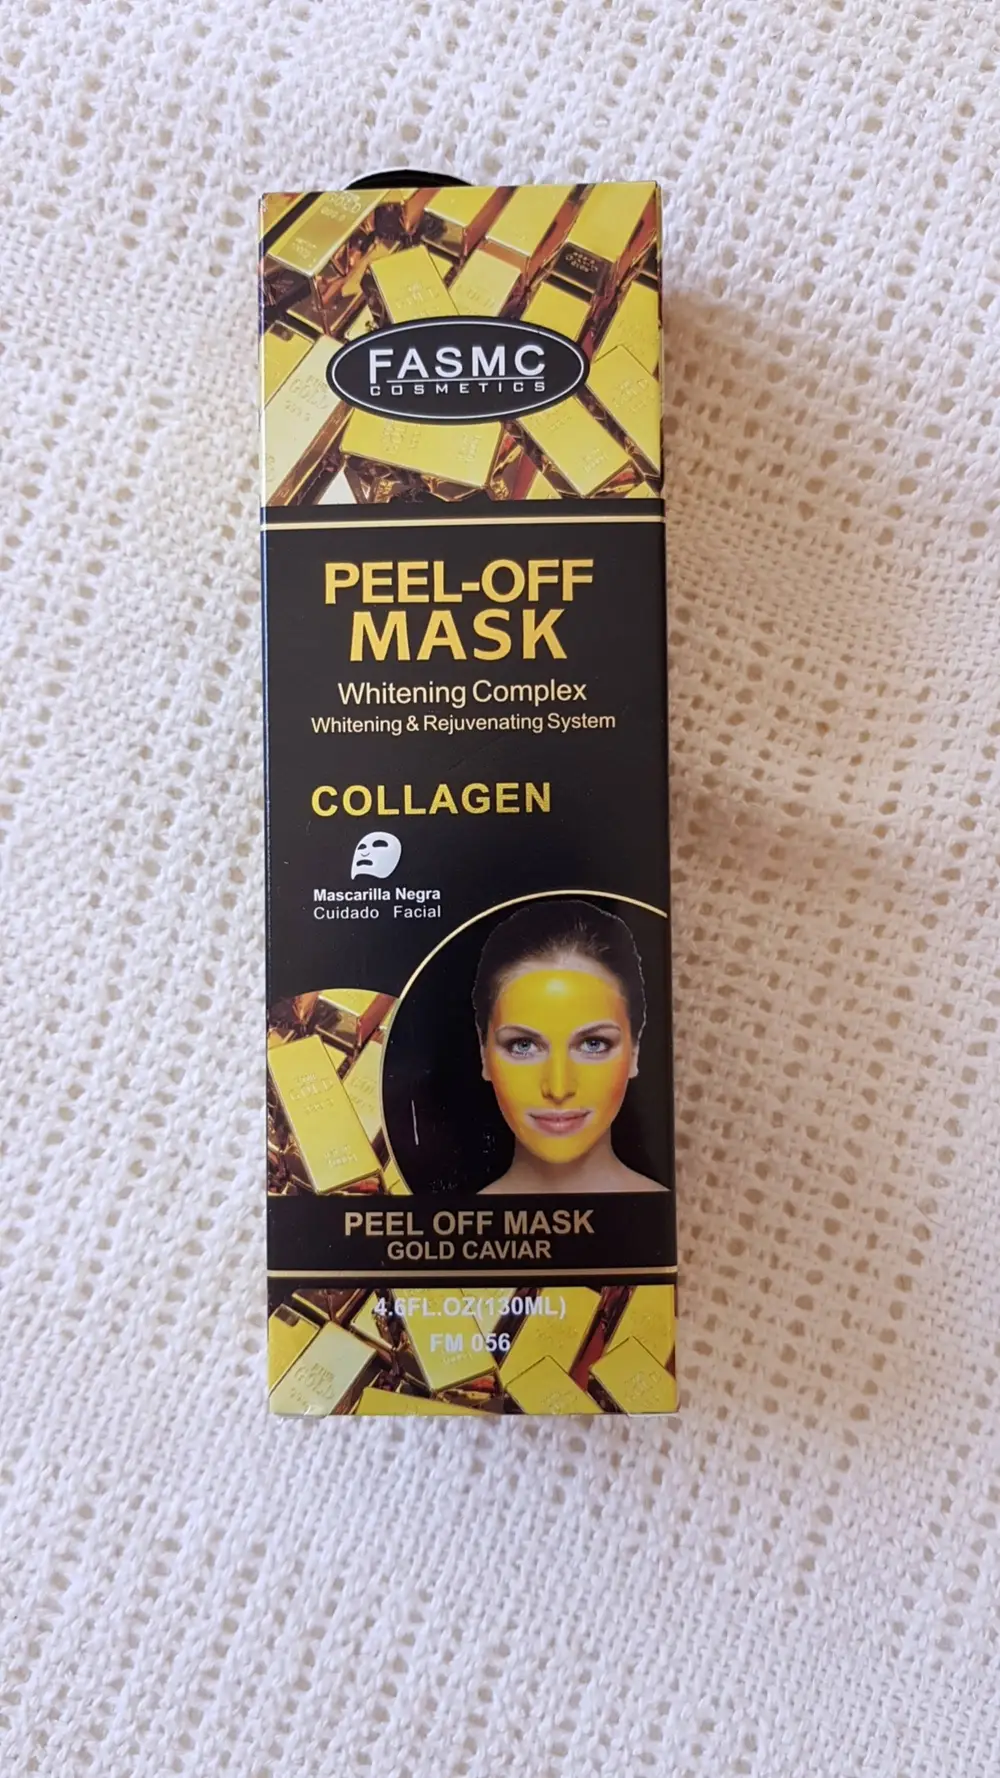 FASMC
COSMETICS
PEEL-OFF
MASK
Whitening Complex
Whitening & Rejuvenating System
COLLAGEN
Mascarilla Negra
Cuidado Facial
PEEL OFF MASK
GOLD CAVIAR
4.6FL.OZ(130ML)
FM 056